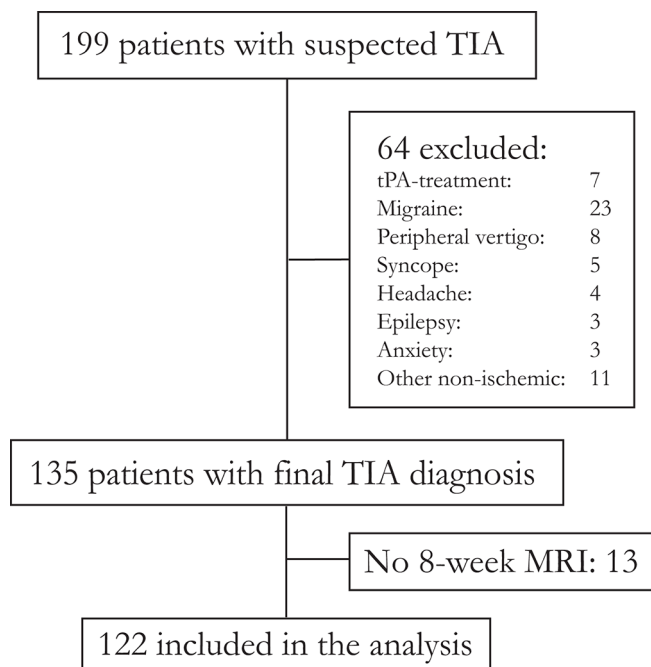 199 patients with suspected TIA
64 excluded:
tPA-treatment: 7
Migraine: 23
Peripheral vertigo: 8
Syncope: 5
Headache: 4
Epilepsy: 3
Anxiety: 3
Other non-ischemic: 11
135 patients with final TIA diagnosis
No 8-week MRI: 13
122 included in the analysis